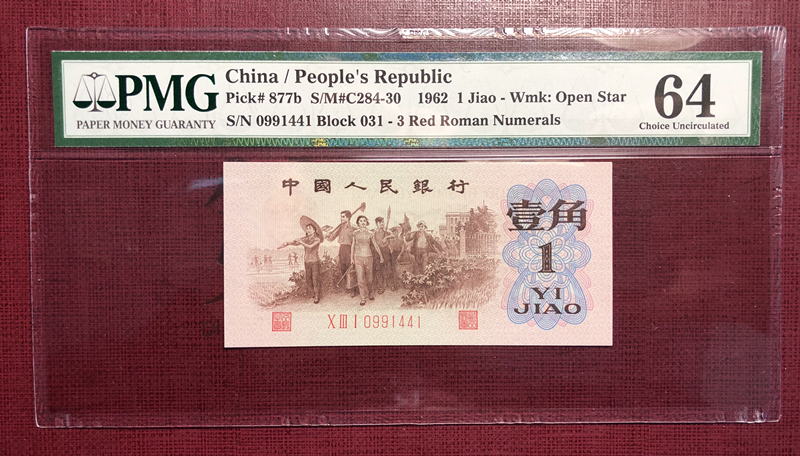 PMG
PAPER MONEY GUARANTY
China / People's Republic
Pick# 877b S/M#C284-30 1962 1 Jiao - Wmk: Open Star
S/N 0991441 Block 031 - 3 Red Roman Numerals
64
Choice Uncirculated
中國人民銀行
壹角
1
YI
JIAO
X III I 0991441